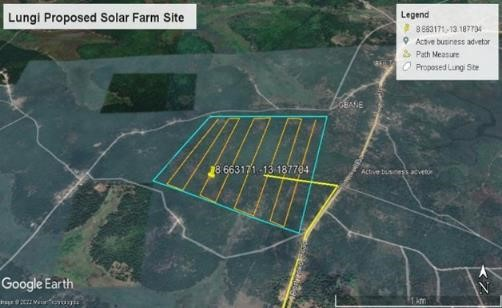 Lungi Proposed Solar Farm Site
Legend
8.663171,-13.187704
Active business advetor
Path Measure
Proposed Lungi Site
GBANE
8.663171,-13.187704
Active business advetor
Google Earth
Image © 2022 Maxar Technologies
1 km
N